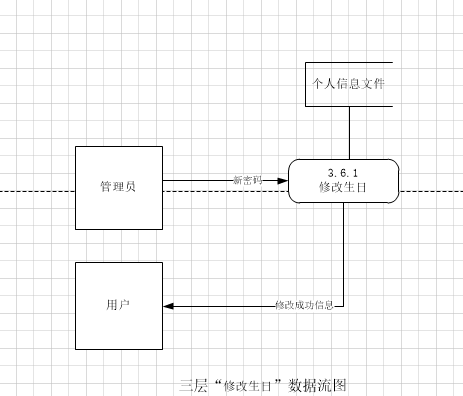 个人信息文件
管理员
新密码
3.6.1
修改生日
用户
修改成功信息
三层“修改生日”数据流图